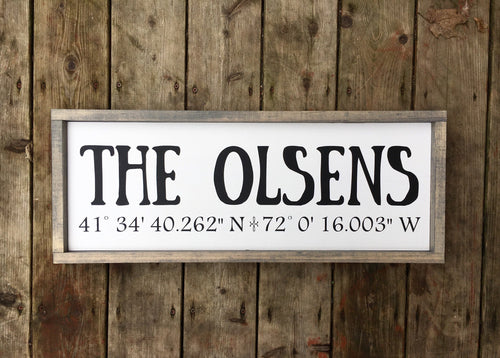 THE OLSENS
41° 34' 40.262" N 72° 0' 16.003" W